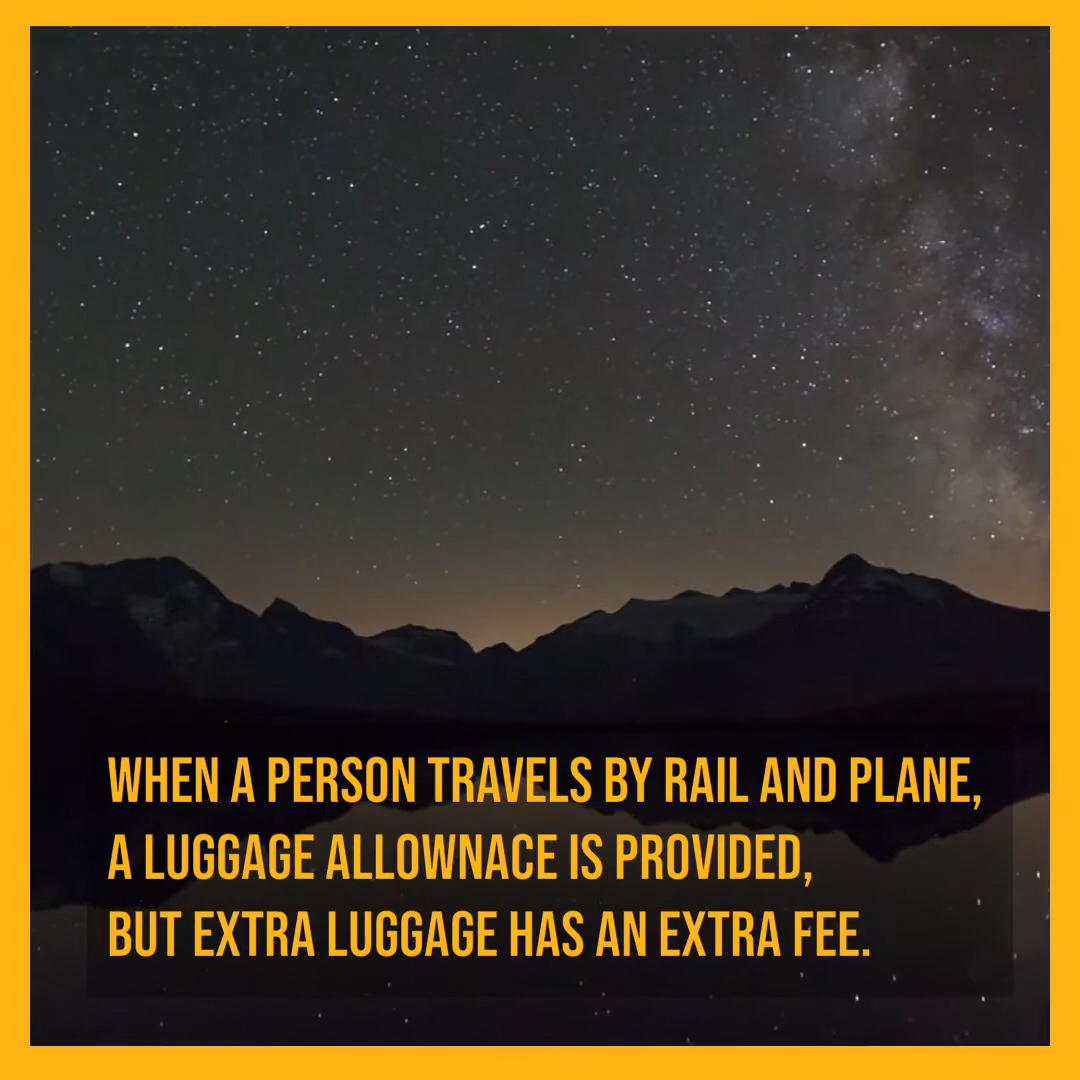 WHEN A PERSON TRAVELS BY RAIL AND PLANE,
A LUGGAGE ALLOWNACE IS PROVIDED,
BUT EXTRA LUGGAGE HAS AN EXTRA FEE.